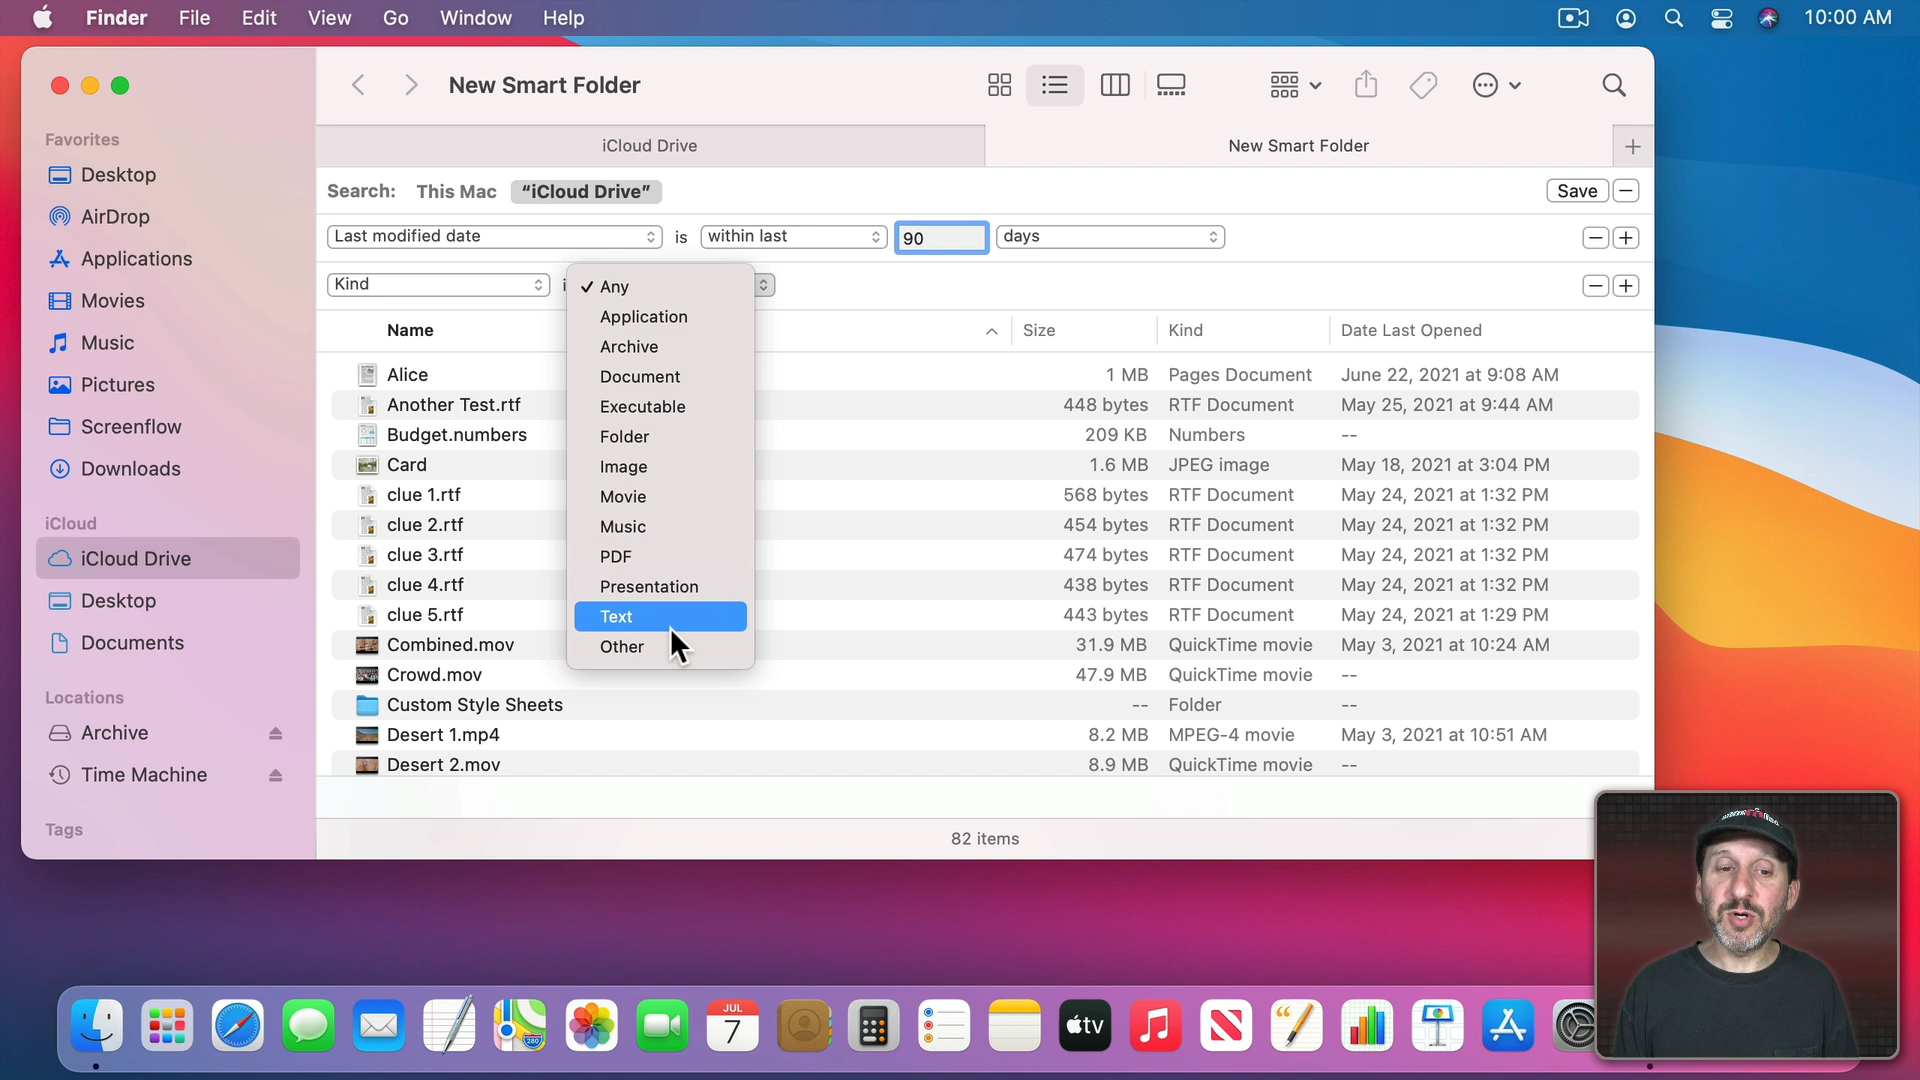 Finder File Edit View Go Window Help 10:00 AM
New Smart Folder
iCloud Drive New Smart Folder
Search: This Mac “iCloud Drive” Save
Last modified date is within last 90 days
Kind
Any
Application
Archive
Document
Executable
Folder
Image
Movie
Music
PDF
Presentation
Text
Other
Name Size Kind Date Last Opened
Alice 1 MB Pages Document June 22, 2021 at 9:08 AM
Another Test.rtf 448 bytes RTF Document May 25, 2021 at 9:44 AM
Budget.numbers 209 KB Numbers --
Card 1.6 MB JPEG image May 18, 2021 at 3:04 PM
clue 1.rtf 568 bytes RTF Document May 24, 2021 at 1:32 PM
clue 2.rtf 454 bytes RTF Document May 24, 2021 at 1:32 PM
clue 3.rtf 474 bytes RTF Document May 24, 2021 at 1:32 PM
clue 4.rtf 438 bytes RTF Document May 24, 2021 at 1:32 PM
clue 5.rtf 443 bytes RTF Document May 24, 2021 at 1:29 PM
Combined.mov 31.9 MB QuickTime movie May 3, 2021 at 10:24 AM
Crowd.mov 47.9 MB QuickTime movie --
Custom Style Sheets -- Folder --
Desert 1.mp4 8.2 MB MPEG-4 movie May 3, 2021 at 10:51 AM
Desert 2.mov 8.9 MB QuickTime movie --
82 items
Favorites
Desktop
AirDrop
Applications
Movies
Music
Pictures
Screenflow
Downloads
iCloud
iCloud Drive
Desktop
Documents
Locations
Archive
Time Machine
Tags
280
JUL
7
tv